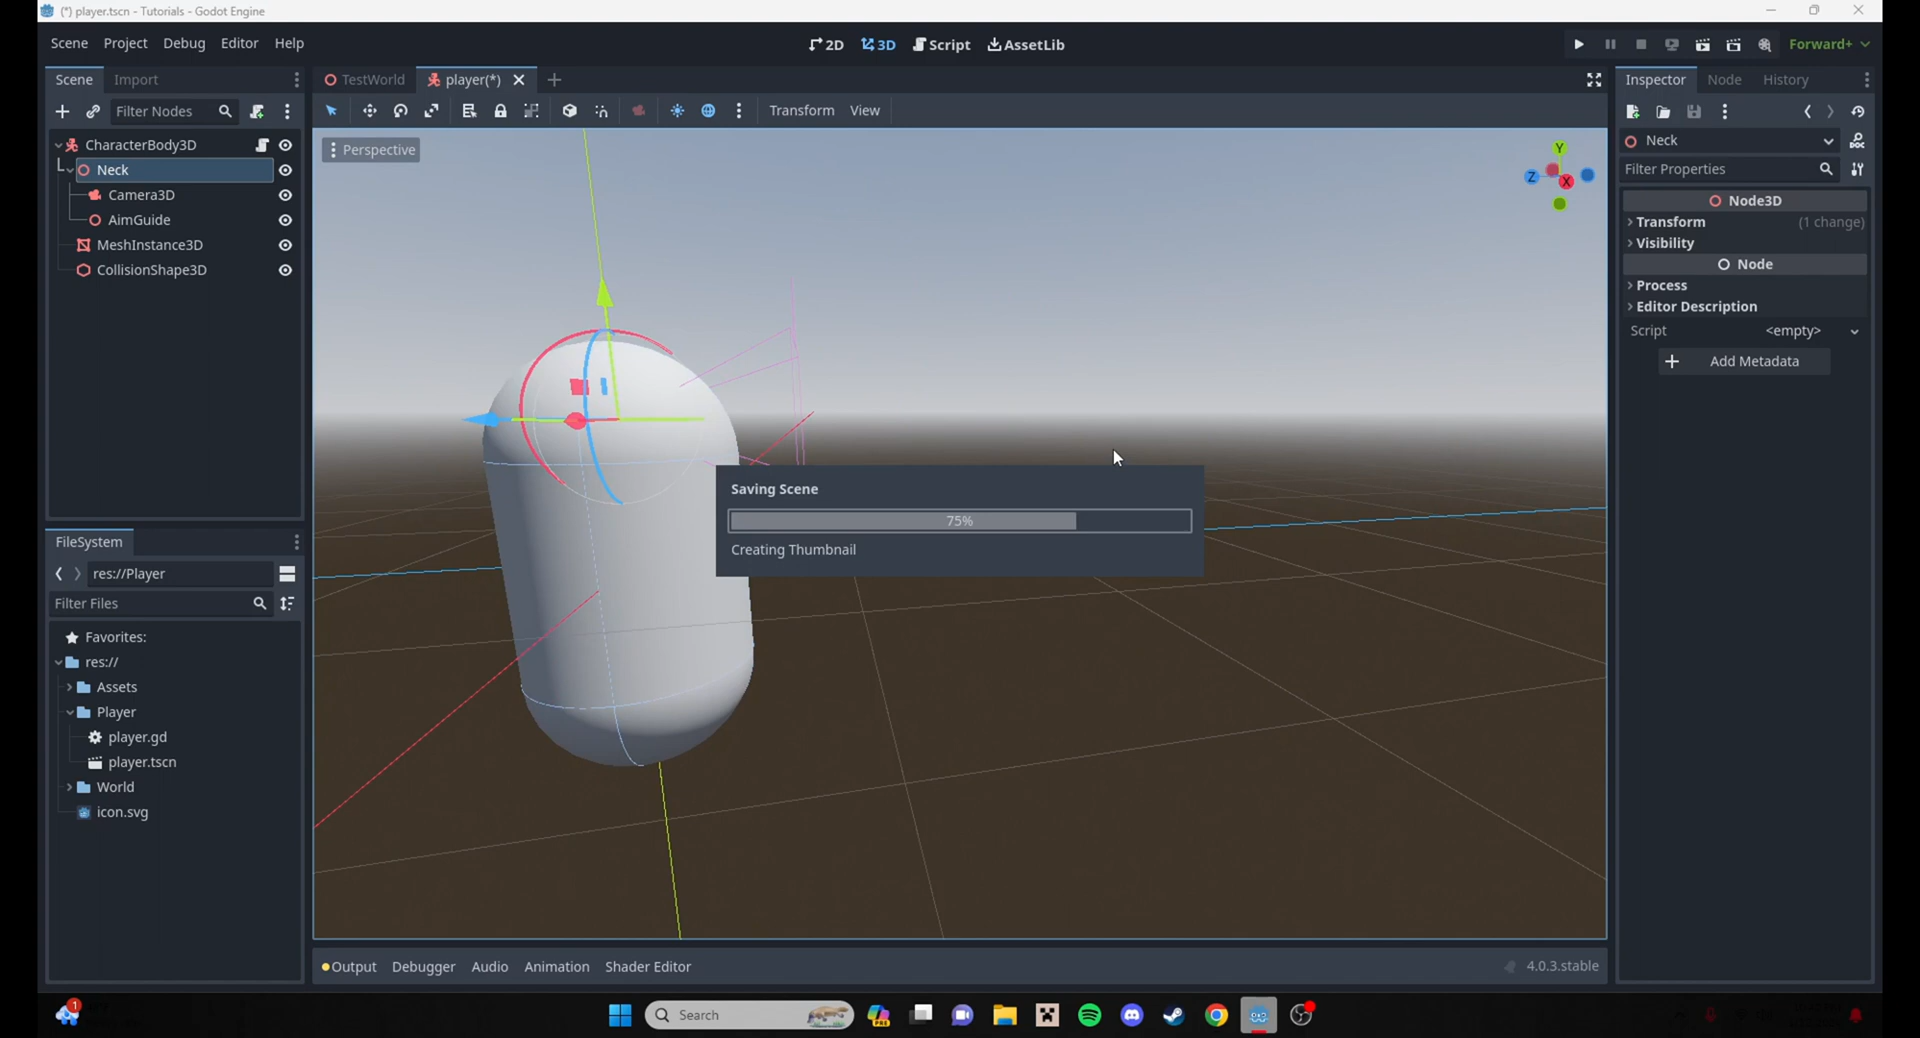 (*) player.tscn - Tutorials - Godot Engine
Scene Project Debug Editor Help
2D 3D Script AssetLib
Forward+
Scene Import
TestWorld player(*)
Inspector Node History
Filter Nodes
Transform View
CharacterBody3D
Neck
Camera3D
AimGuide
MeshInstance3D
CollisionShape3D
Perspective
Y
Z
X
Saving Scene
75%
Creating Thumbnail
Neck
Filter Properties
Node3D
Transform (1 change)
Visibility
Node
Process
Editor Description
Script <empty>
Add Metadata
FileSystem
res://Player
Filter Files
Favorites:
res://
Assets
Player
player.gd
player.tscn
World
icon.svg
Output Debugger Audio Animation Shader Editor
4.0.3.stable
1
Search
PRE